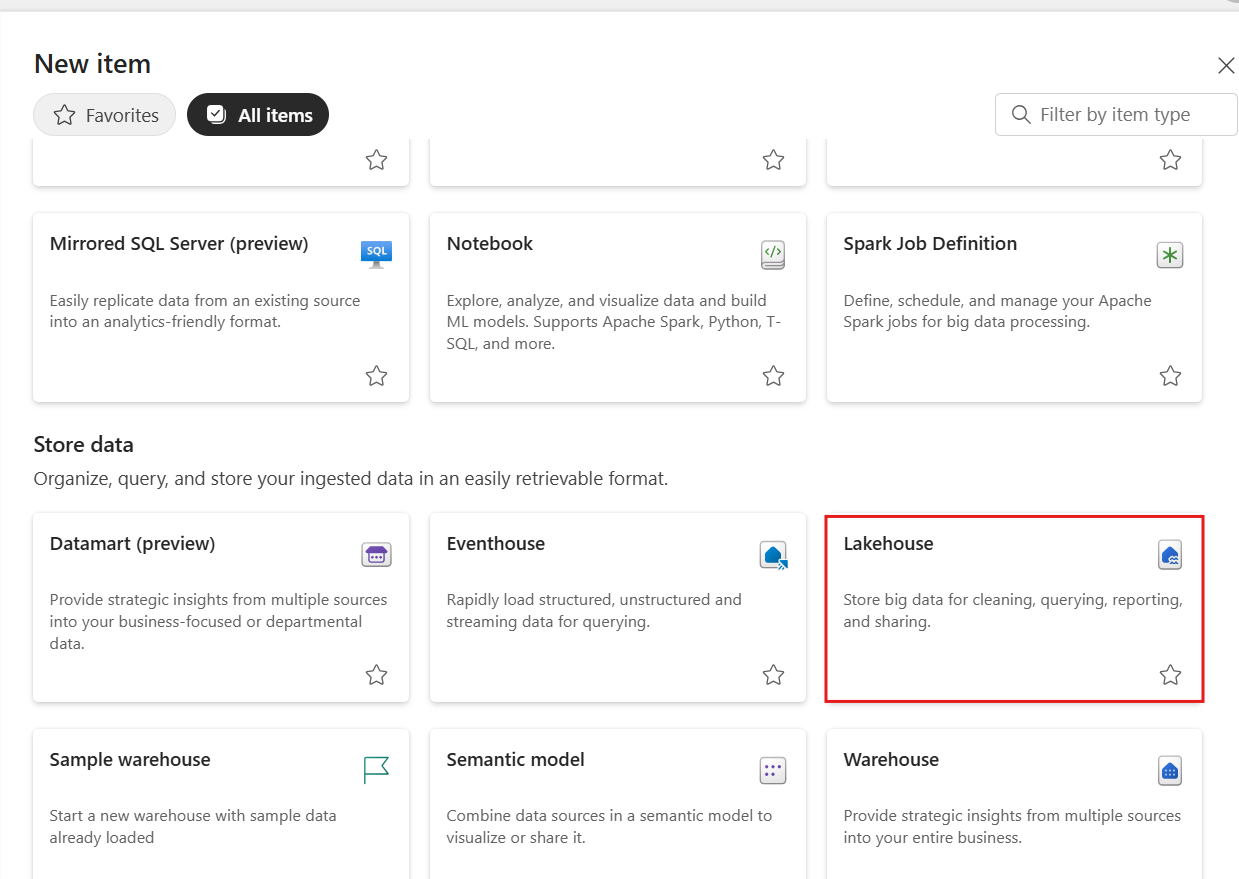 New item
Favorites
All items
Filter by item type
Mirrored SQL Server (preview)
SQL
Easily replicate data from an existing source
into an analytics-friendly format.
Notebook
</>
Explore, analyze, and visualize data and build
ML models. Supports Apache Spark, Python, T-
SQL, and more.
Spark Job Definition
Define, schedule, and manage your Apache
Spark jobs for big data processing.
Store data
Organize, query, and store your ingested data in an easily retrievable format.
Datamart (preview)
Provide strategic insights from multiple sources
into your business-focused or departmental
data.
Eventhouse
Rapidly load structured, unstructured and
streaming data for querying.
Lakehouse
Store big data for cleaning, querying, reporting,
and sharing.
Sample warehouse
Start a new warehouse with sample data
already loaded
Semantic model
Combine data sources in a semantic model to
visualize or share it.
Warehouse
Provide strategic insights from multiple sources
into your entire business.